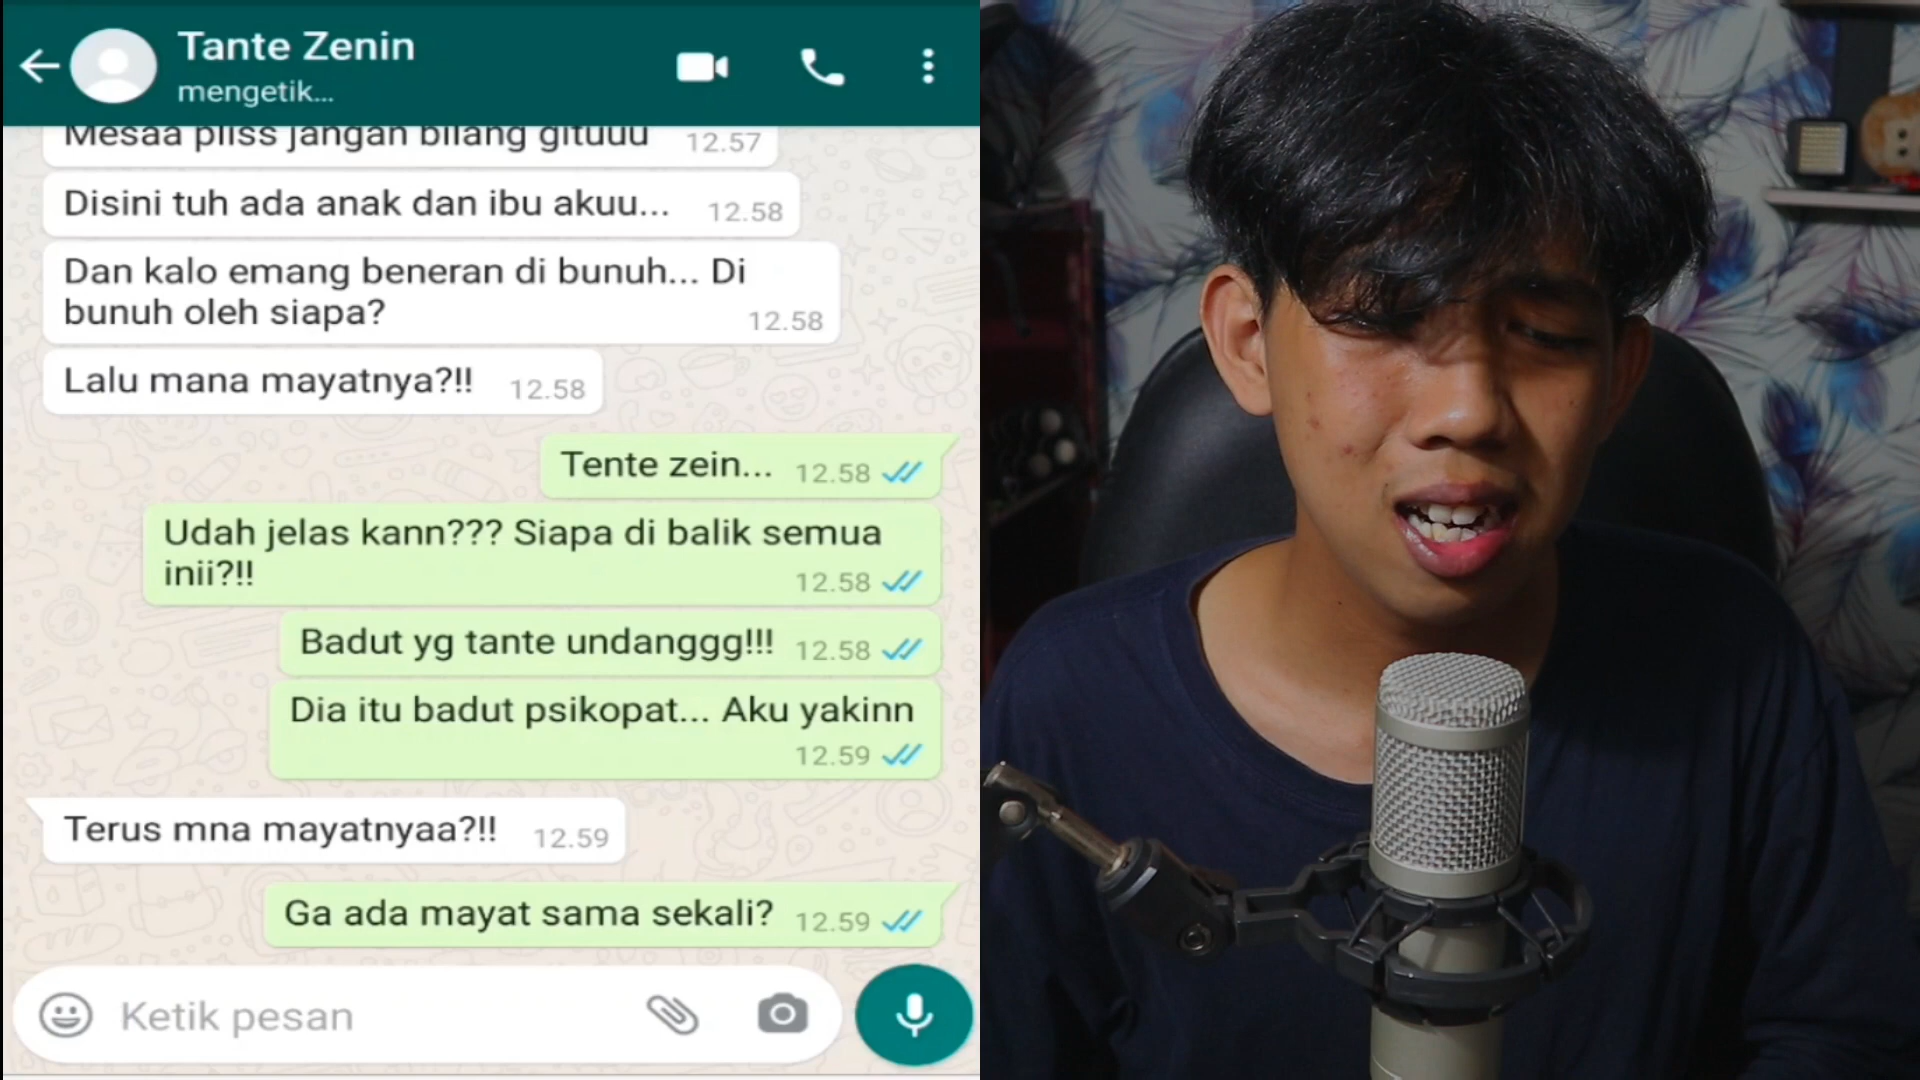 Tante Zenin
mengetik...
Mesaa pliss jangan bilang gituuu 12.57
Disini tuh ada anak dan ibu akuu... 12.58
Dan kalo emang beneran di bunuh... Di
bunuh oleh siapa? 12.58
Lalu mana mayatnya?!! 12.58
Tente zein... 12.58
Udah jelas kann??? Siapa di balik semua
inii?!! 12.58
Badut yg tante undanggg!!! 12.58
Dia itu badut psikopat... Aku yakinn
12.59
Terus mna mayatnyaa?!! 12.59
Ga ada mayat sama sekali? 12.59
Ketik pesan